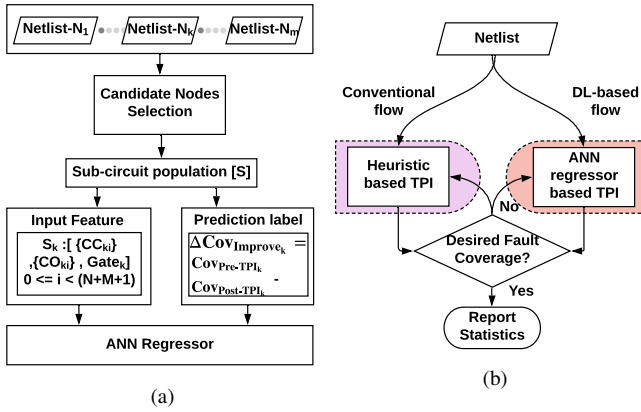 Netlist-N1
Netlist-Nk
Netlist-Nm
Candidate Nodes
Selection
Sub-circuit population [S]
Input Feature
Sk :[ {CCki}
,{COki} , Gatek]
0 <= i < (N+M+1)
Prediction label
ΔCovImprovek =
CovPre-TPIk
CovPost-TPIk -
ANN Regressor
(a)
Netlist
Conventional
flow
DL-based
flow
Heuristic
based TPI
ANN
regressor
based TPI
No
Desired Fault
Coverage?
Yes
Report
Statistics
(b)